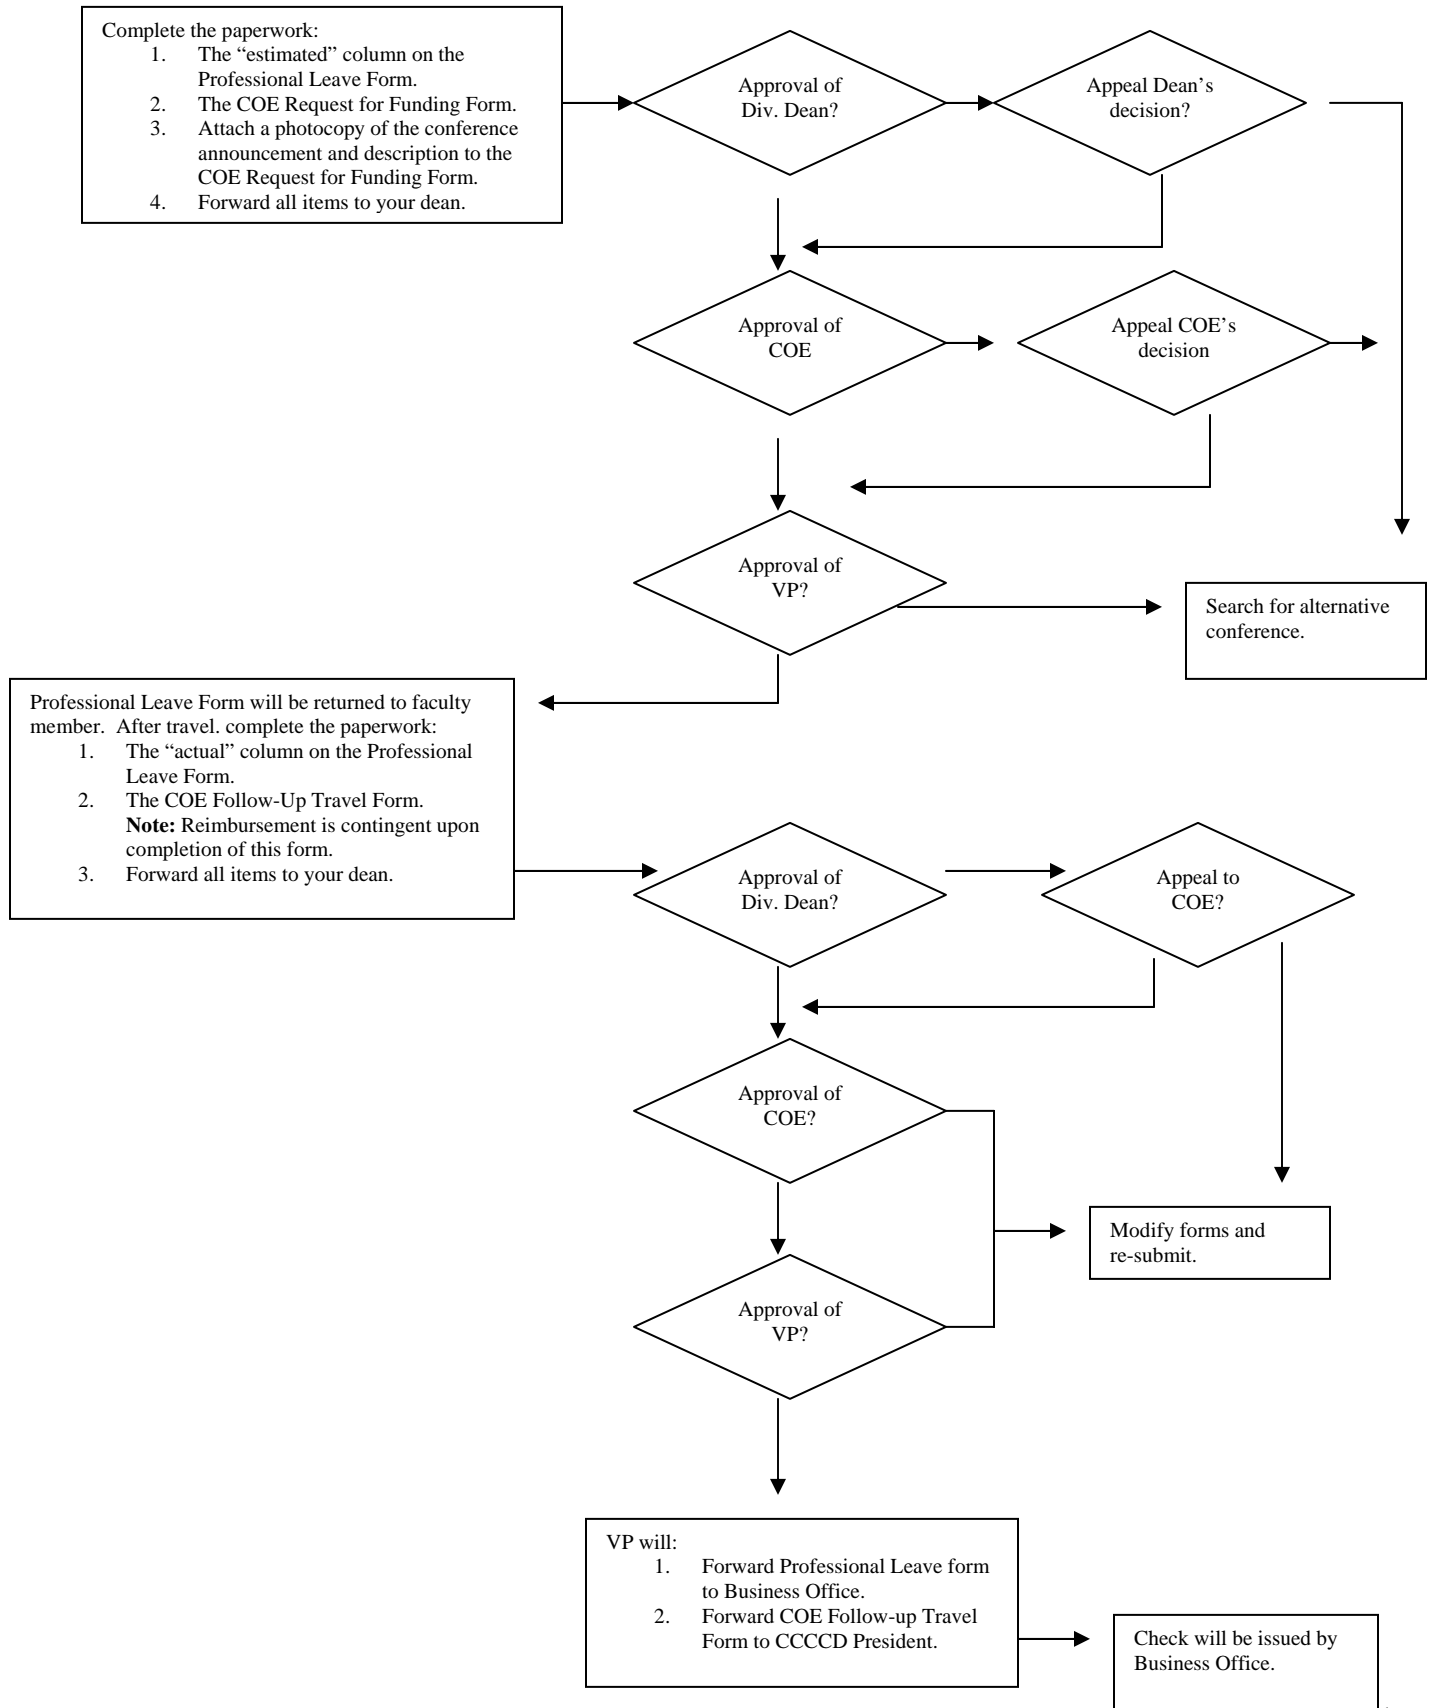 Complete the paperwork:
1. The “estimated” column on the
Professional Leave Form.
2. The COE Request for Funding Form.
3. Attach a photocopy of the conference
announcement and description to the
COE Request for Funding Form.
4. Forward all items to your dean.
Approval of
Div. Dean?
Appeal Dean’s
decision?
Approval of
COE
Appeal COE’s
decision
Approval of
VP?
Search for alternative
conference.
Professional Leave Form will be returned to faculty
member. After travel. complete the paperwork:
1. The “actual” column on the Professional
Leave Form.
2. The COE Follow-Up Travel Form.
Note: Reimbursement is contingent upon
completion of this form.
3. Forward all items to your dean.
Approval of
Div. Dean?
Appeal to
COE?
Approval of
COE?
Modify forms and
re-submit.
Approval of
VP?
VP will:
1. Forward Professional Leave form
to Business Office.
2. Forward COE Follow-up Travel
Form to CCCCD President.
Check will be issued by
Business Office.